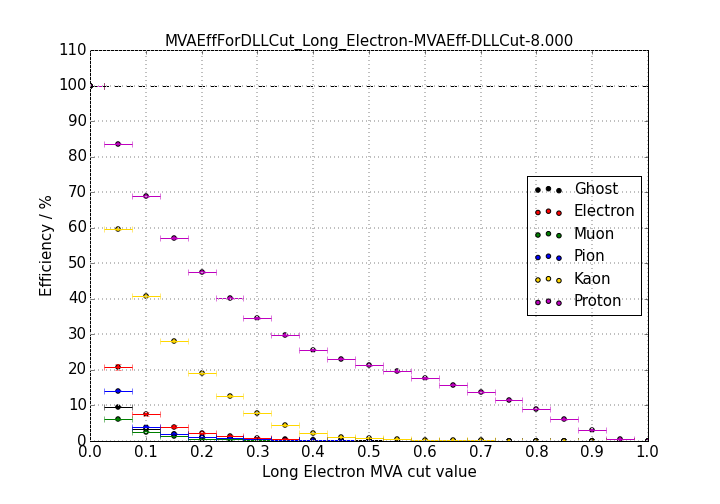 MVAEffForDLLCut_Long_Electron-MVAEff-DLLCut-8.000
110
100
90
80
70
60
50
40
30
20
10
0
Efficiency / %
Ghost
Electron
Muon
Pion
Kaon
Proton
0.0 0.1 0.2 0.3 0.4 0.5 0.6 0.7 0.8 0.9 1.0
Long Electron MVA cut value